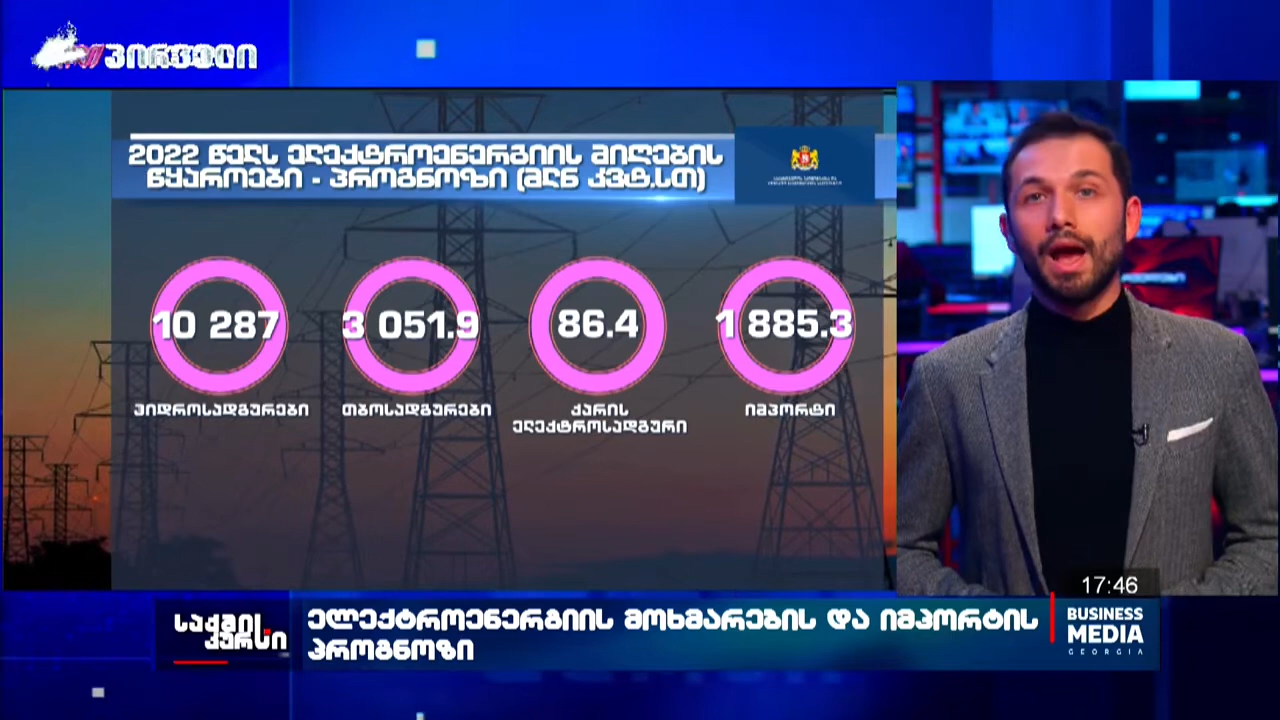 პირველი
2022 წელს ელექტროენერგიის მიღების
წყაროები - პროგნოზი (მლნ კვტ.სთ)
10 287
3 051.9
86.4
1 885.3
ჰიდროსადგურები
თბოსადგურები
ქარის
ელექტროსადგური
იმპორტი
17:46
საქმის
კურსი
ელექტროენერგიის მოხმარების და იმპორტის
პროგნოზი
BUSINESS
MEDIA
GEORGIA